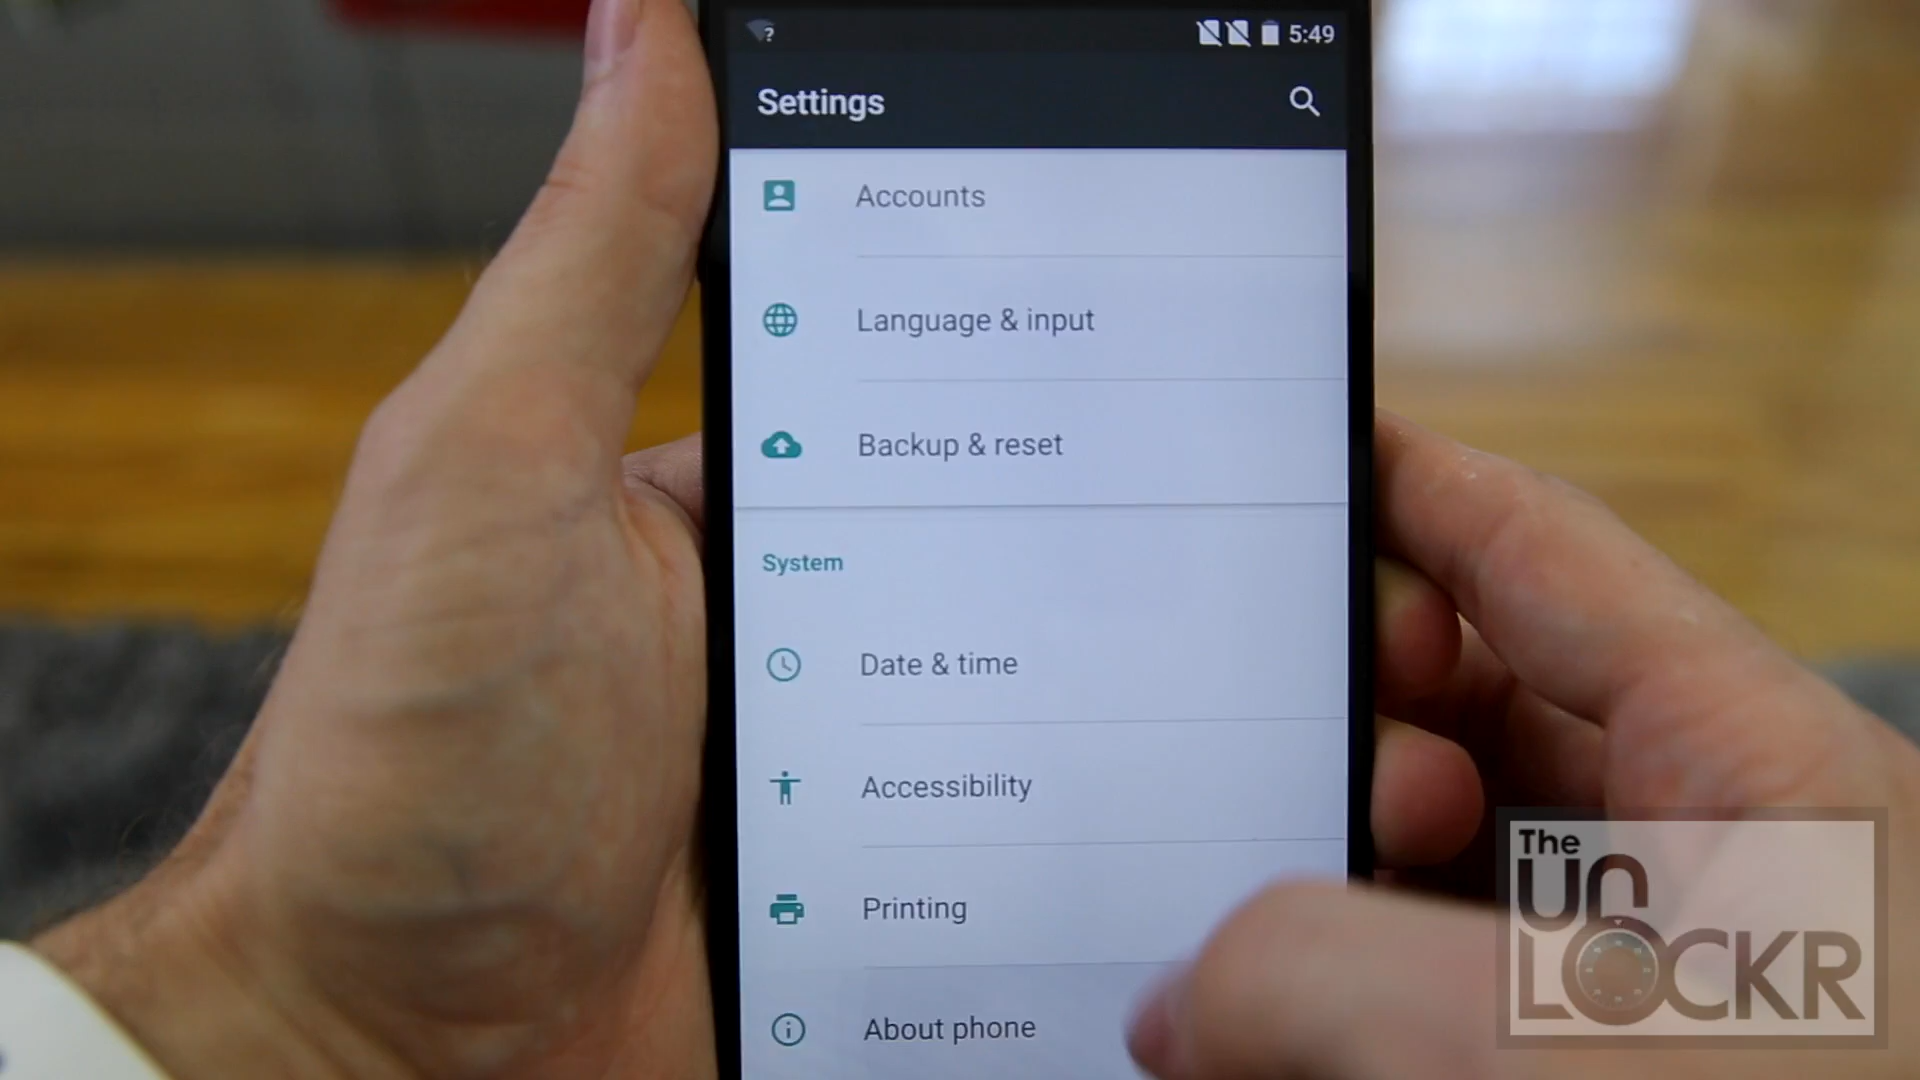 ?
5:49
Settings
Accounts
Language & input
Backup & reset
System
Date & time
Accessibility
Printing
About phone
The
UNLOCKR